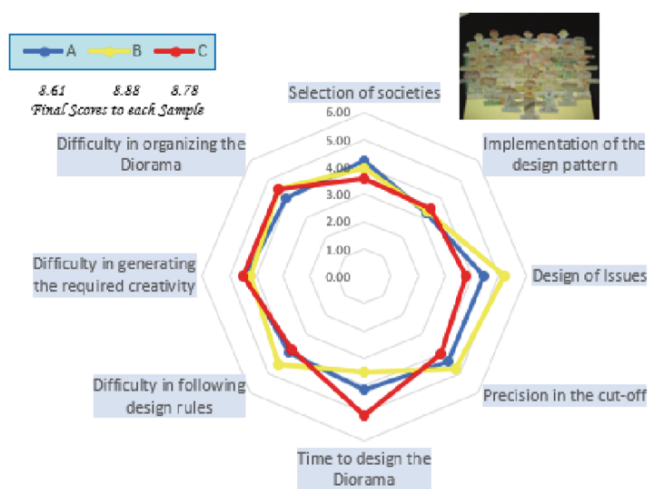 A B C
8.61 8.88 8.78
Final Scores to each Sample
Selection of societies
6.00
5.00
4.00
3.00
2.00
1.00
0.00
Implementation of the
design pattern
Design of Issues
Precision in the cut-off
Time to design the
Diorama
Difficulty in following
design rules
Difficulty in generating
the required creativity
Difficulty in organizing the
Diorama